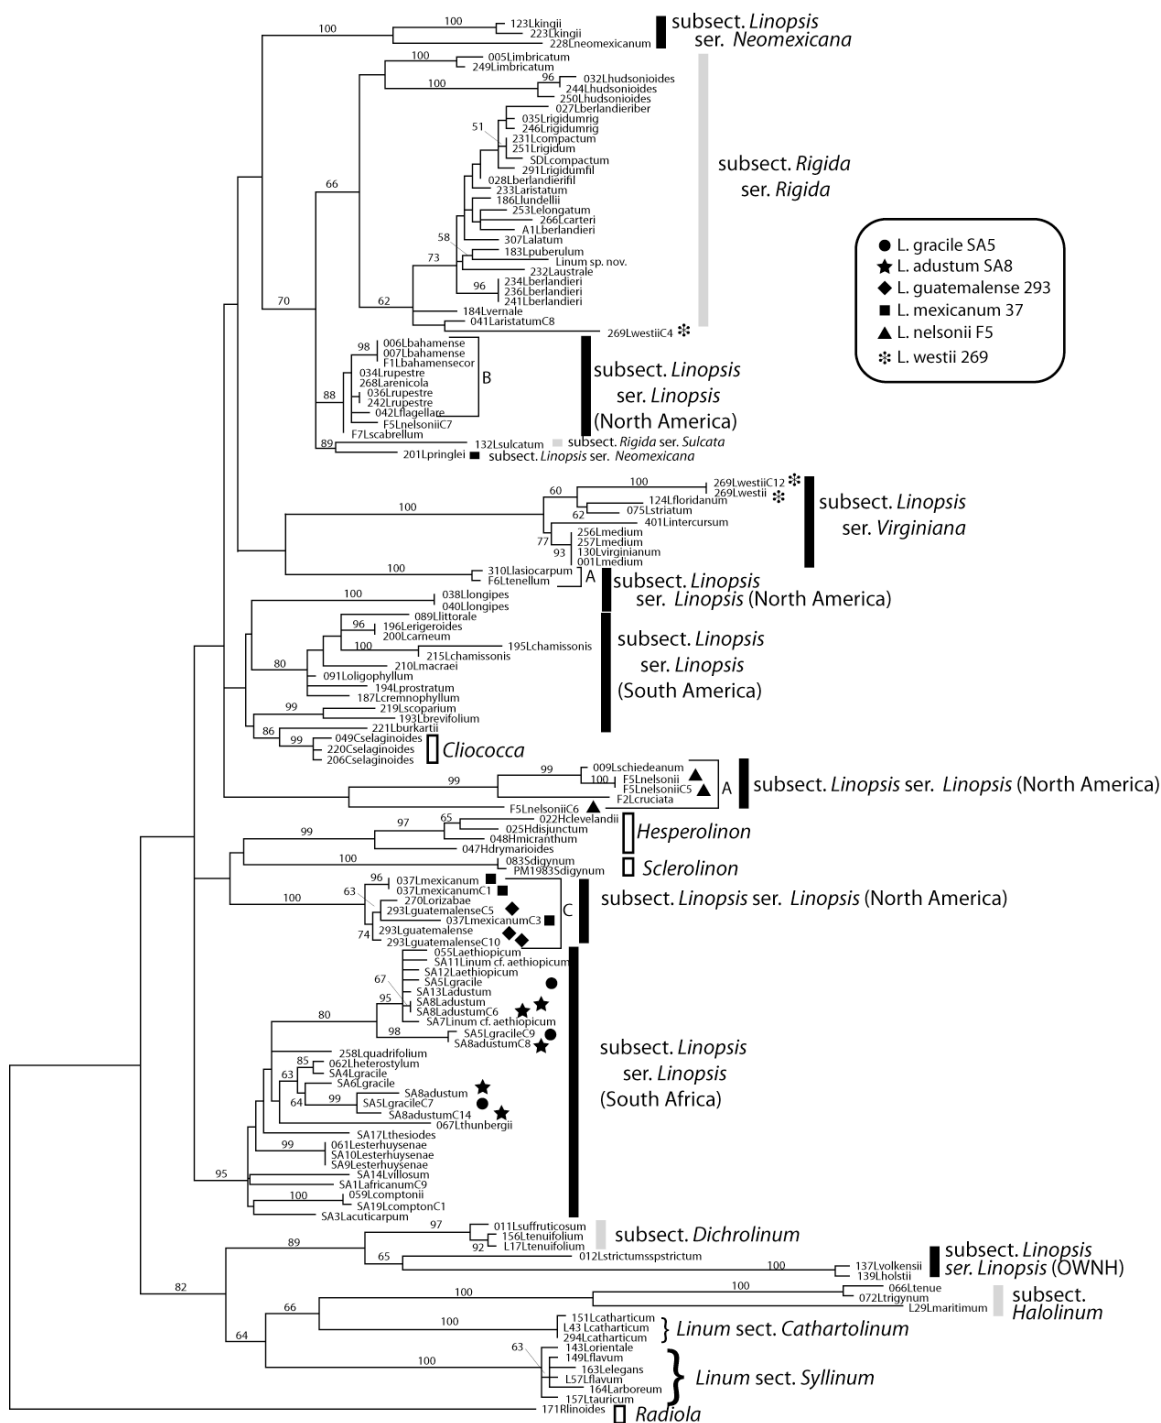 100
123Lkingii
100
223Lkingii
228Lneomexicanum
subsect. Linopsis
ser. Neomexicana
100
005Limbricatum
249Limbricatum
100
96
032Lhudsonioides
244Lhudsonioides
250Lhudsonioides
027Lberlandieriber
035Lrigidumrig
51
246Lrigidumrig
231Lcompactum
251Lrigidum
SDLcompactum
291Lrigidumfil
028Lberlandierifil
233Laristatum
186Llundellii
253Lelongatum
266Lcarteri
A1Lberlandieri
307Lalatum
58
183Lpuberulum
Linum sp. nov.
73
232Laustrale
234Lberlandieri
96
236Lberlandieri
241Lberlandieri
62
184Lvernale
041LaristatumC8
269LwestiiC4
66
70
subsect. Rigida
ser. Rigida
L. gracile SA5
L. adustum SA8
L. guatemalense 293
L. mexicanum 37
L. nelsonii F5
L. westii 269
98
006Lbahamense
007Lbahamense
F1Lbahamensecor
034Lrupestre
268Larenicola
B
88
036Lrupestre
242Lrupestre
042Lflagellare
F5LnelsoniiC7
F7Lscabrellum
subsect. Linopsis
ser. Linopsis
(North America)
89
132Lsulcatum
subsect. Rigida ser. Sulcata
201Lpringlei
subsect. Linopsis ser. Neomexicana
100
269LwestiiC12
60
269Lwestii
124Lfloridanum
62
075Lstriatum
100
401Lintercursum
77
256Lmedium
257Lmedium
93
130Lvirginianum
001Lmedium
subsect. Linopsis
ser. Virginiana
100
310Llasiocarpum
A
F6Ltenellum
subsect. Linopsis
ser. Linopsis (North America)
100
038Llongipes
040Llongipes
089Llittorale
96
196Lerigeroides
200Lcarneum
100
195Lchamissonis
215Lchamissonis
80
210Lmacraei
091Loligophyllum
194Lprostratum
187Lcremnophyllum
99
219Lscoparium
193Lbrevifolium
subsect. Linopsis
ser. Linopsis
(South America)
86
221Lburkartii
99
049Cselaginoides
220Cselaginoides
206Cselaginoides
Cliococca
99
99
009Lschiedeanum
100
F5Lnelsonii
F5LnelsoniiC5
F2Lcruciata
F5LnelsoniiC6
A
subsect. Linopsis ser. Linopsis (North America)
99
97
65
022Hclevelandii
025Hdisjunctum
048Hmicranthum
047Hdrymarioides
Hesperolinon
100
083Sdigynum
PM1983Sdigynum
Sclerolinon
100
96
037Lmexicanum
037LmexicanumC1
63
270Lorizabae
293LguatemalenseC5
037LmexicanumC3
74
293Lguatemalense
293LguatemalenseC10
C
subsect. Linopsis ser. Linopsis (North America)
055Laethiopicum
SA11Linum cf. aethiopicum
SA12Laethiopicum
67
SA5Lgracile
SA13Ladustum
95
SA8Ladustum
SA8LadustumC6
80
SA7Linum cf. aethiopicum
98
SA5LgracileC9
SA8adustumC8
258Lquadrifolium
85
062Lheterostylum
SA4Lgracile
63
SA6Lgracile
64
99
SA8adustum
SA5LgracileC7
SA8adustumC14
067Lthunbergii
SA17Lthesiodes
99
061Lesterhuysenae
SA10Lesterhuysenae
SA9Lesterhuysenae
95
SA14Lvillosum
SA1LafricanumC9
100
059Lcomptonii
SA19LcomptonC1
SA3Lacuticarpum
subsect. Linopsis
ser. Linopsis
(South Africa)
97
011Lsuffruticosum
156Ltenuifolium
92
L17Ltenuifolium
subsect. Dichrolinum
89
65
012Lstrictumsspstrictum
100
137Lvolkensii
139Lholstii
subsect. Linopsis
ser. Linopsis (OWNH)
82
100
066Ltenue
100
072Ltrigynum
L29Lmaritimum
subsect.
Halolinum
66
100
151Lcatharticum
L43 Lcatharticum
294Lcatharticum
Linum sect. Cathartolinum
64
63
143Lorientale
149Lflavum
100
163Lelegans
L57Lflavum
164Larboreum
157Ltauricum
Linum sect. Syllinum
171Rlinoides
Radiola